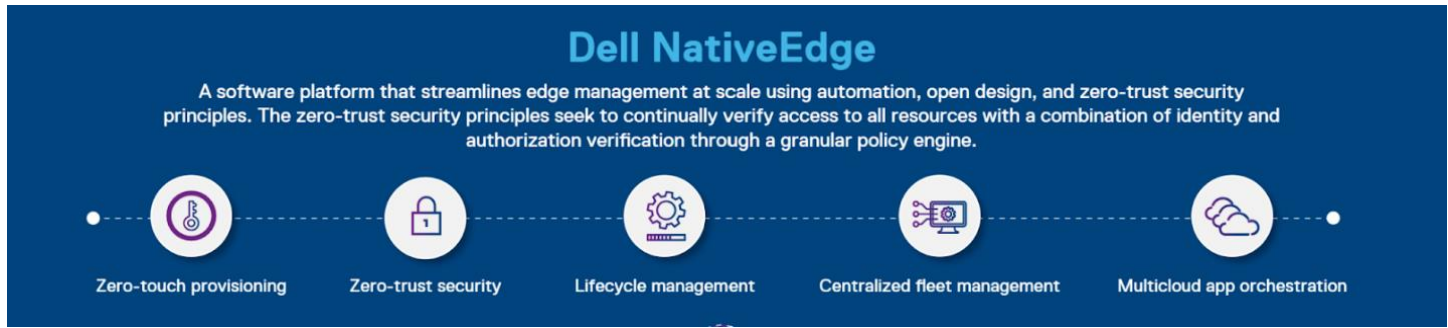 Dell NativeEdge
A software platform that streamlines edge management at scale using automation, open design, and zero-trust security
principles. The zero-trust security principles seek to continually verify access to all resources with a combination of identity and
authorization verification through a granular policy engine.
Zero-touch provisioning
Zero-trust security
Lifecycle management
Centralized fleet management
Multicloud app orchestration